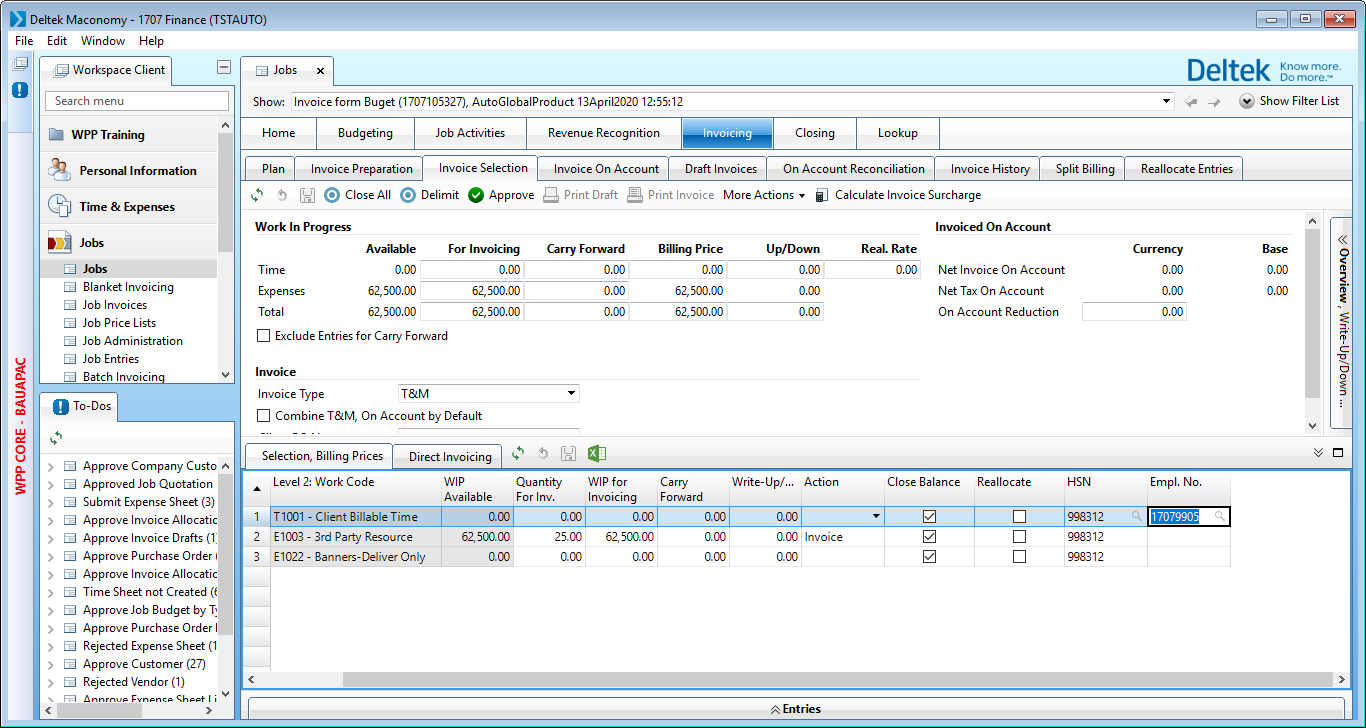 Deltek Maconomy - 1707 Finance (TSTAUTO)
File Edit Window Help
Workspace Client
Search menu
WPP Training
Personal Information
Time & Expenses
Jobs
Jobs
Blanket Invoicing
Job Invoices
Job Price Lists
Job Administration
Job Entries
Batch Invoicing
WPP CORE - BAUAPAC
To-Dos
Approve Company Custo
Approved Job Quotation
Submit Expense Sheet (3)
Approve Invoice Allocatic
Approve Invoice Drafts (1
Approve Purchase Order (
Approve Invoice Allocatic
Time Sheet not Created (6
Approve Job Budget by Ty
Approve Purchase Order I
Rejected Expense Sheet (1
Approve Customer (27)
Rejected Vendor (1)
Approve Expense Sheet Li
Jobs
Deltek Know more.
Do more.™
Show: Invoice form Buget (1707105327), AutoGlobalProduct 13April2020 12:55:12
Show Filter List
Home Budgeting Job Activities Revenue Recognition Invoicing Closing Lookup
Plan Invoice Preparation Invoice Selection Invoice On Account Draft Invoices On Account Reconciliation Invoice History Split Billing Reallocate Entries
Close All Delimit Approve Print Draft Print Invoice More Actions Calculate Invoice Surcharge
Work In Progress
Available For Invoicing Carry Forward Billing Price Up/Down Real. Rate
Time 0.00 0.00 0.00 0.00 0.00 0.00
Expenses 62,500.00 62,500.00 0.00 62,500.00 0.00
Total 62,500.00 62,500.00 0.00 62,500.00 0.00
Exclude Entries for Carry Forward
Invoice
Invoice Type T&M
Combine T&M, On Account by Default
Invoiced On Account
Currency Base
Net Invoice On Account 0.00 0.00
Net Tax On Account 0.00 0.00
On Account Reduction 0.00
Overview, Write-Up/Down ...
Selection, Billing Prices Direct Invoicing
Level 2: Work Code WIP Available Quantity For Inv. WIP for Invoicing Carry Forward Write-Up/... Action Close Balance Reallocate HSN Empl. No.
1 T1001 - Client Billable Time 0.00 0.00 0.00 0.00 0.00 998312 17079905
2 E1003 - 3rd Party Resource 62,500.00 25.00 62,500.00 0.00 0.00 Invoice 998312
3 E1022 - Banners-Deliver Only 0.00 0.00 0.00 0.00 0.00 998312
Entries